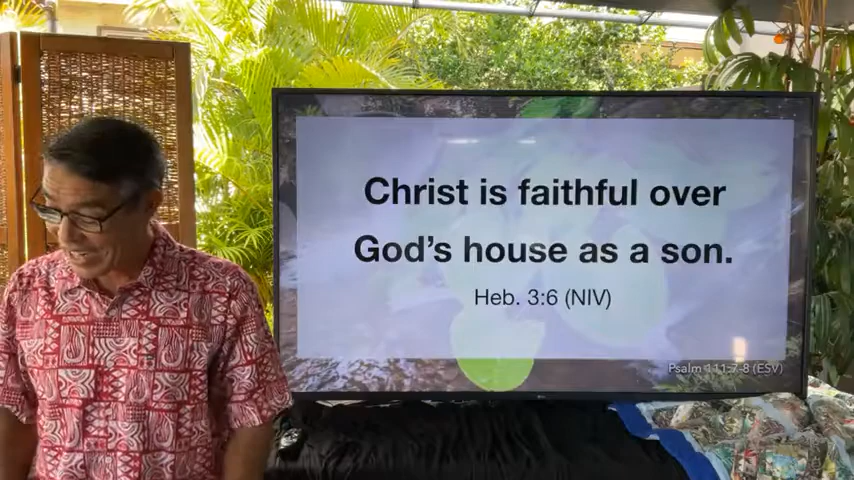 Christ is faithful over
God's house as a son.
Heb. 3:6 (NIV)
Psalm 111:7-8 (ESV)